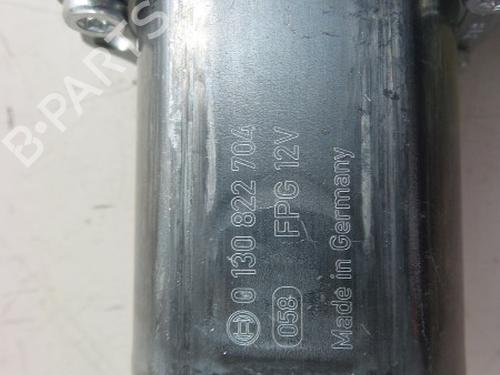 B-PARTS
0 130 822 704
FPG 12V
058
Made in Germany